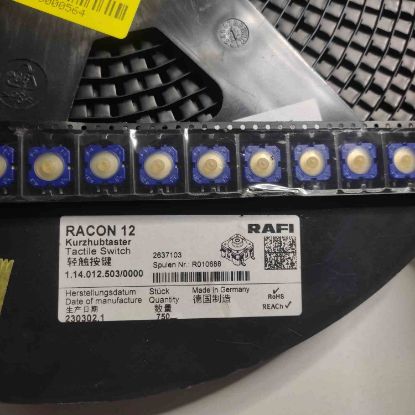 0000564
RACON 12
Kurzhubtaster
Tactile Switch
轻触按键
1.14.012.503/0000
2637103
Spulen Nr.: R010688
RAFI
Herstellungsdatum
Date of manufacture
生产日期
230302.1
Stück
Quantity
数量
750
Made in Germany
德国制造
RoHS
REACh